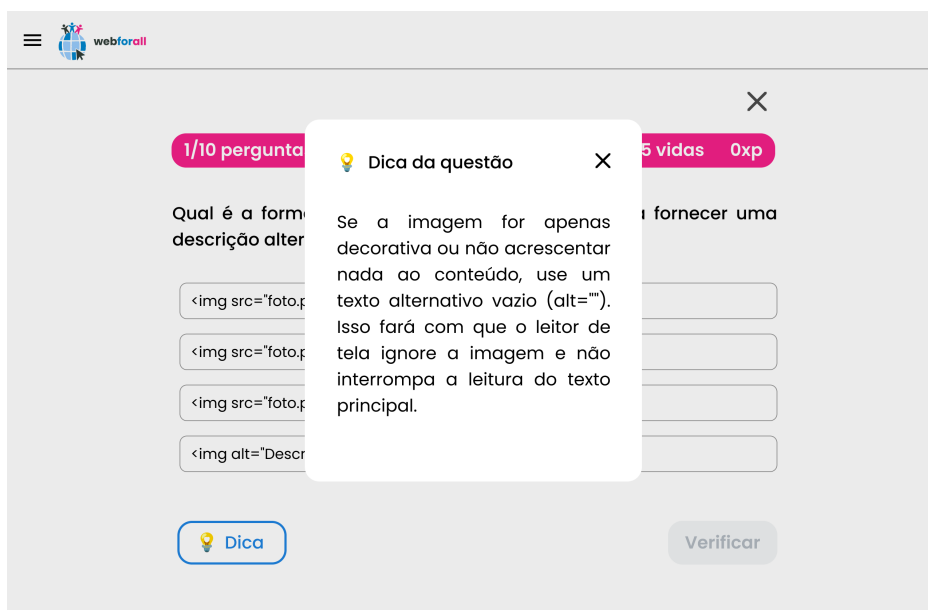 webforall
1/10 pergunta
5 vidas 0xp
Dica da questão
Qual é a form
fornecer uma
descrição alter
Se a imagem for apenas
decorativa ou não acrescentar
nada ao conteúdo, use um
texto alternativo vazio (alt="").
Isso fará com que o leitor de
tela ignore a imagem e não
interrompa a leitura do texto
principal.
<img src="foto.p
<img src="foto.p
<img src="foto.p
<img alt="Descr
Dica
Verificar